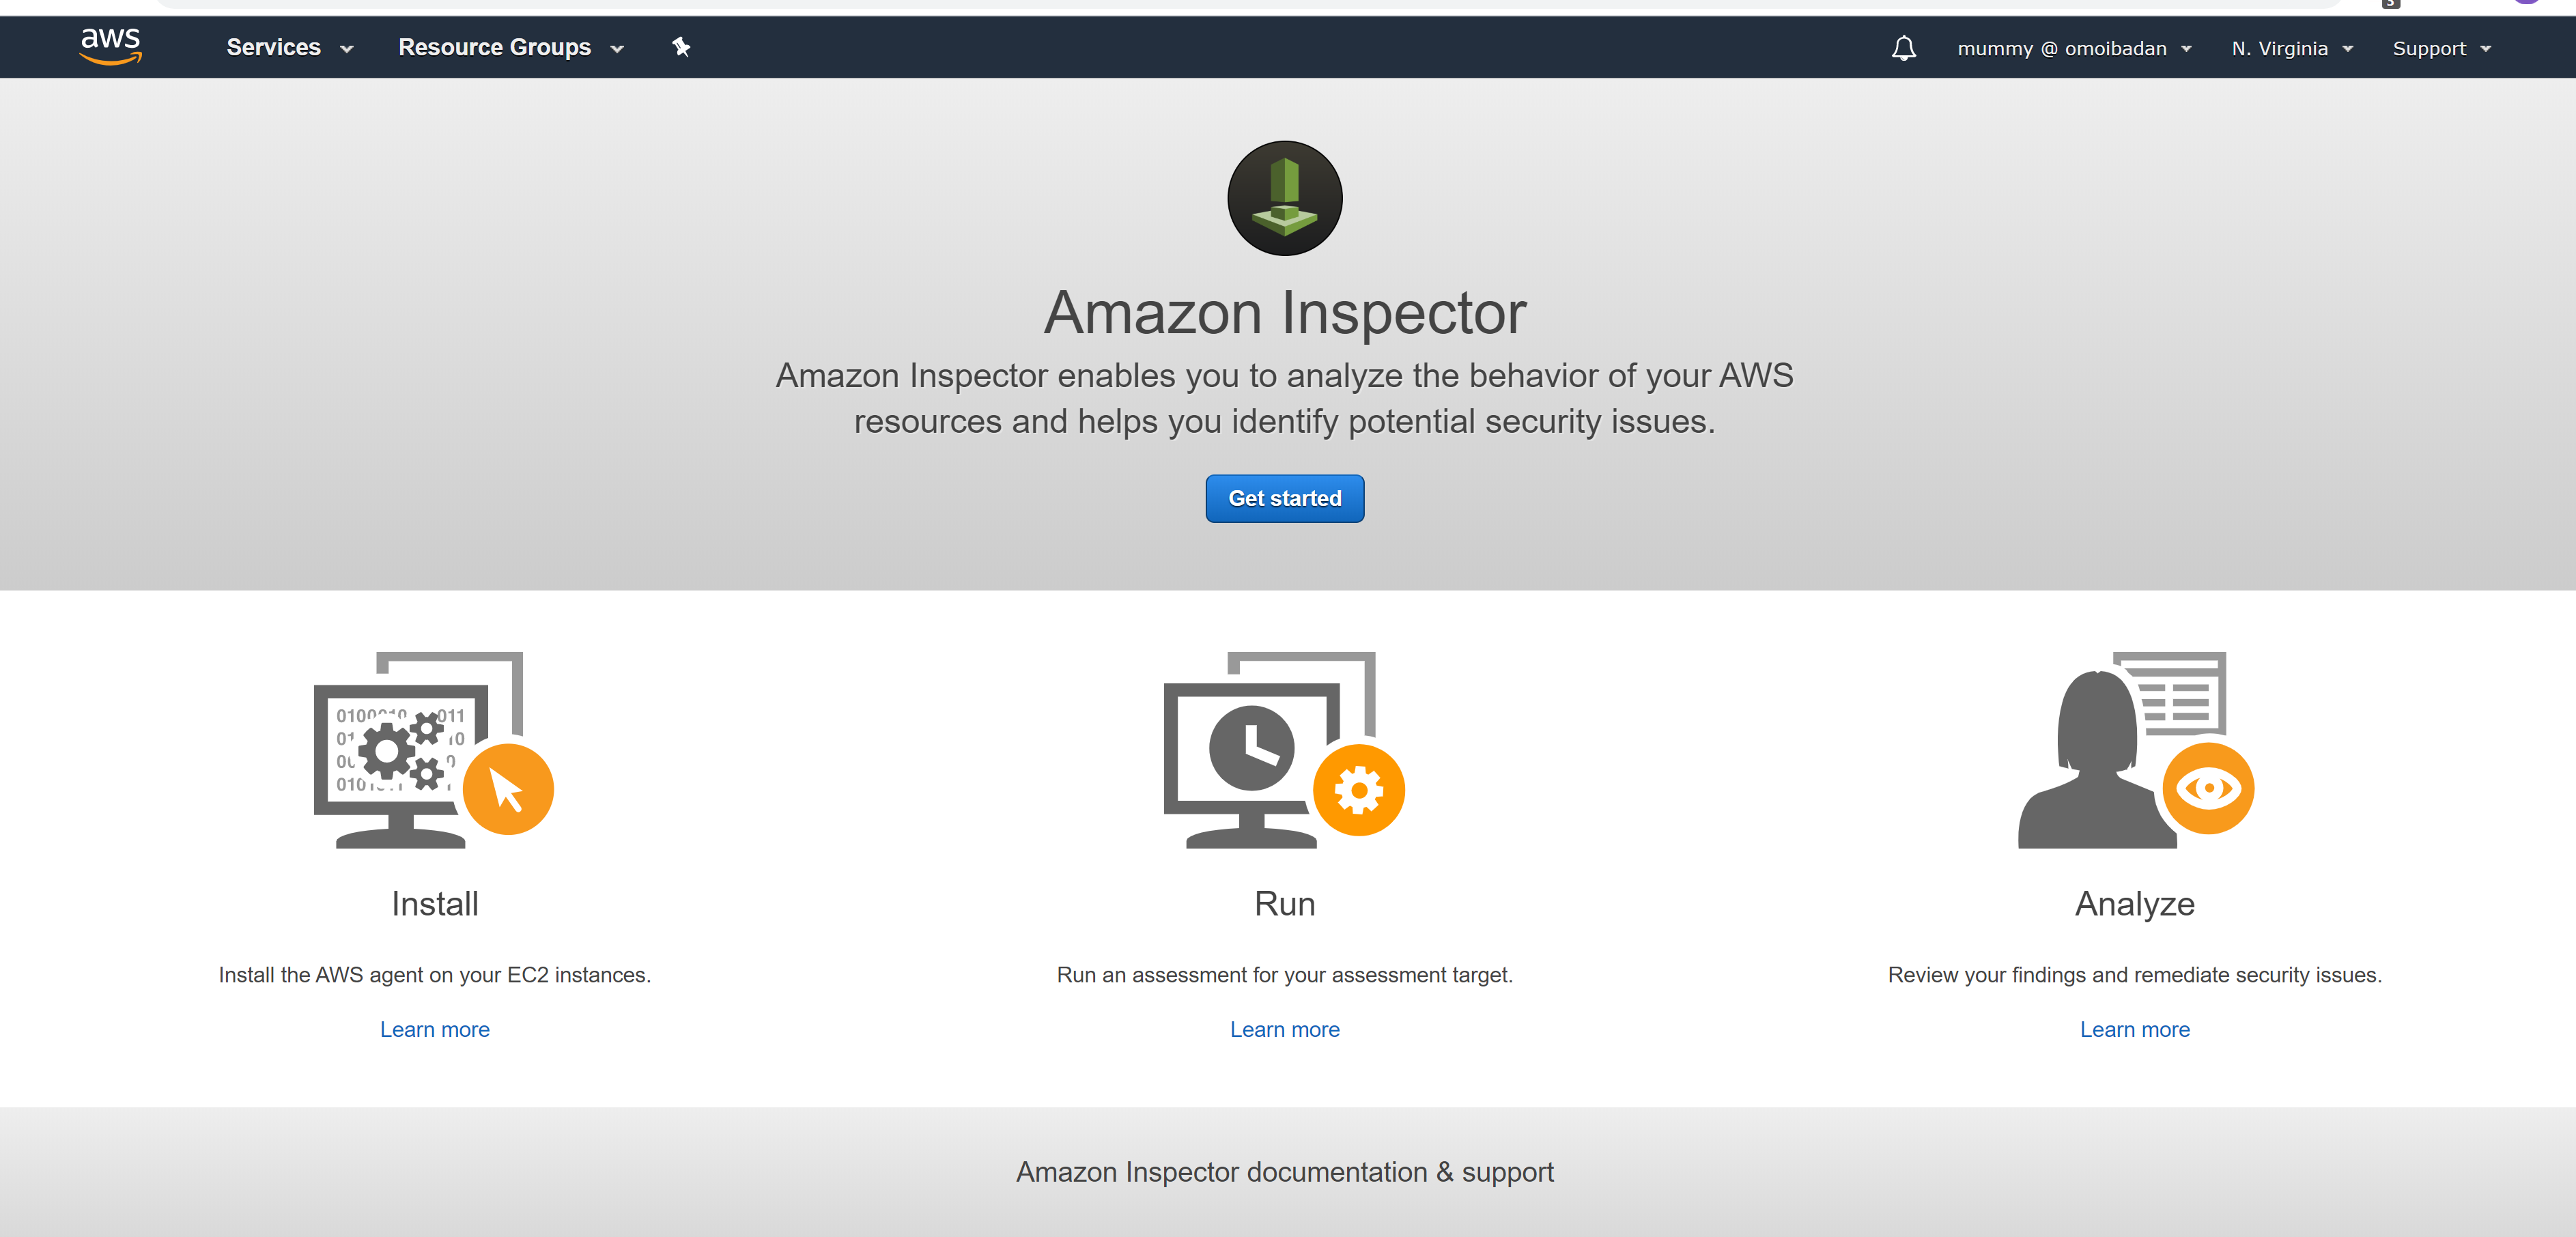 3
aws Services Resource Groups mummy @ omoibadan N. Virginia Support
Amazon Inspector
Amazon Inspector enables you to analyze the behavior of your AWS
resources and helps you identify potential security issues.
Get started
Install
Install the AWS agent on your EC2 instances.
Learn more
Run
Run an assessment for your assessment target.
Learn more
Analyze
Review your findings and remediate security issues.
Learn more
Amazon Inspector documentation & support